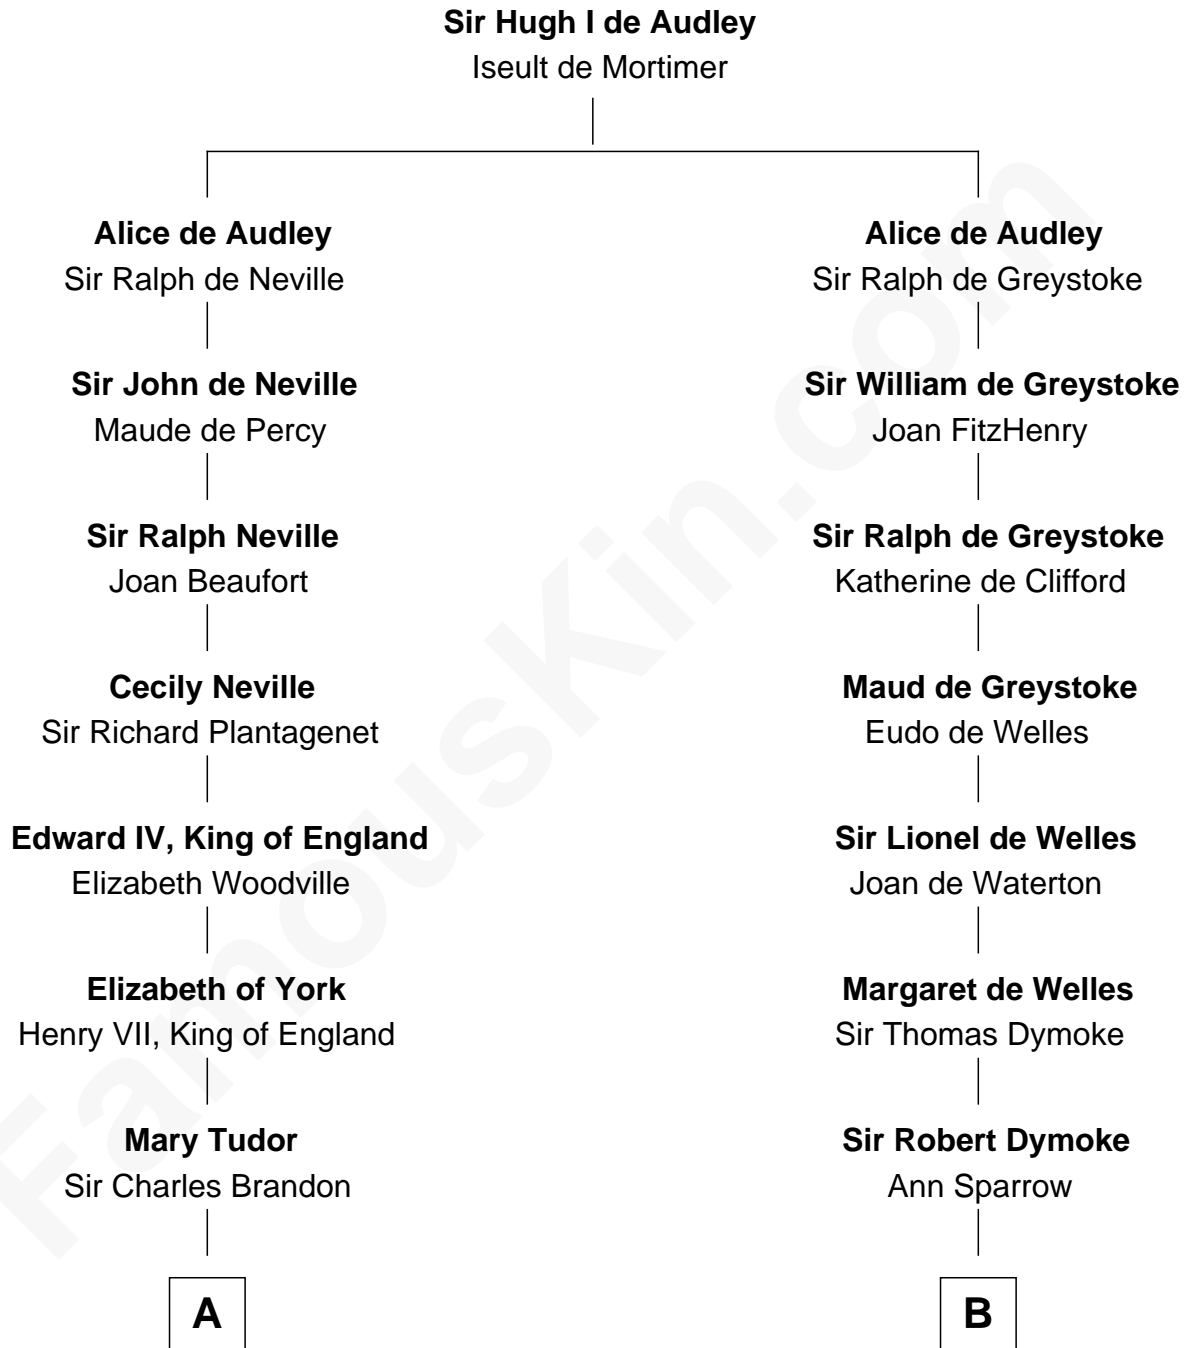 Sir Hugh I de Audley
Iseult de Mortimer
Alice de Audley
Sir Ralph de Neville
Sir John de Neville
Maude de Percy
Sir Ralph Neville
Joan Beaufort
Cecily Neville
Sir Richard Plantagenet
Edward IV, King of England
Elizabeth Woodville
Elizabeth of York
Henry VII, King of England
Mary Tudor
Sir Charles Brandon
A
Alice de Audley
Sir Ralph de Greystoke
Sir William de Greystoke
Joan FitzHenry
Sir Ralph de Greystoke
Katherine de Clifford
Maud de Greystoke
Eudo de Welles
Sir Lionel de Welles
Joan de Waterton
Margaret de Welles
Sir Thomas Dymoke
Sir Robert Dymoke
Ann Sparrow
B
FamousKin.com